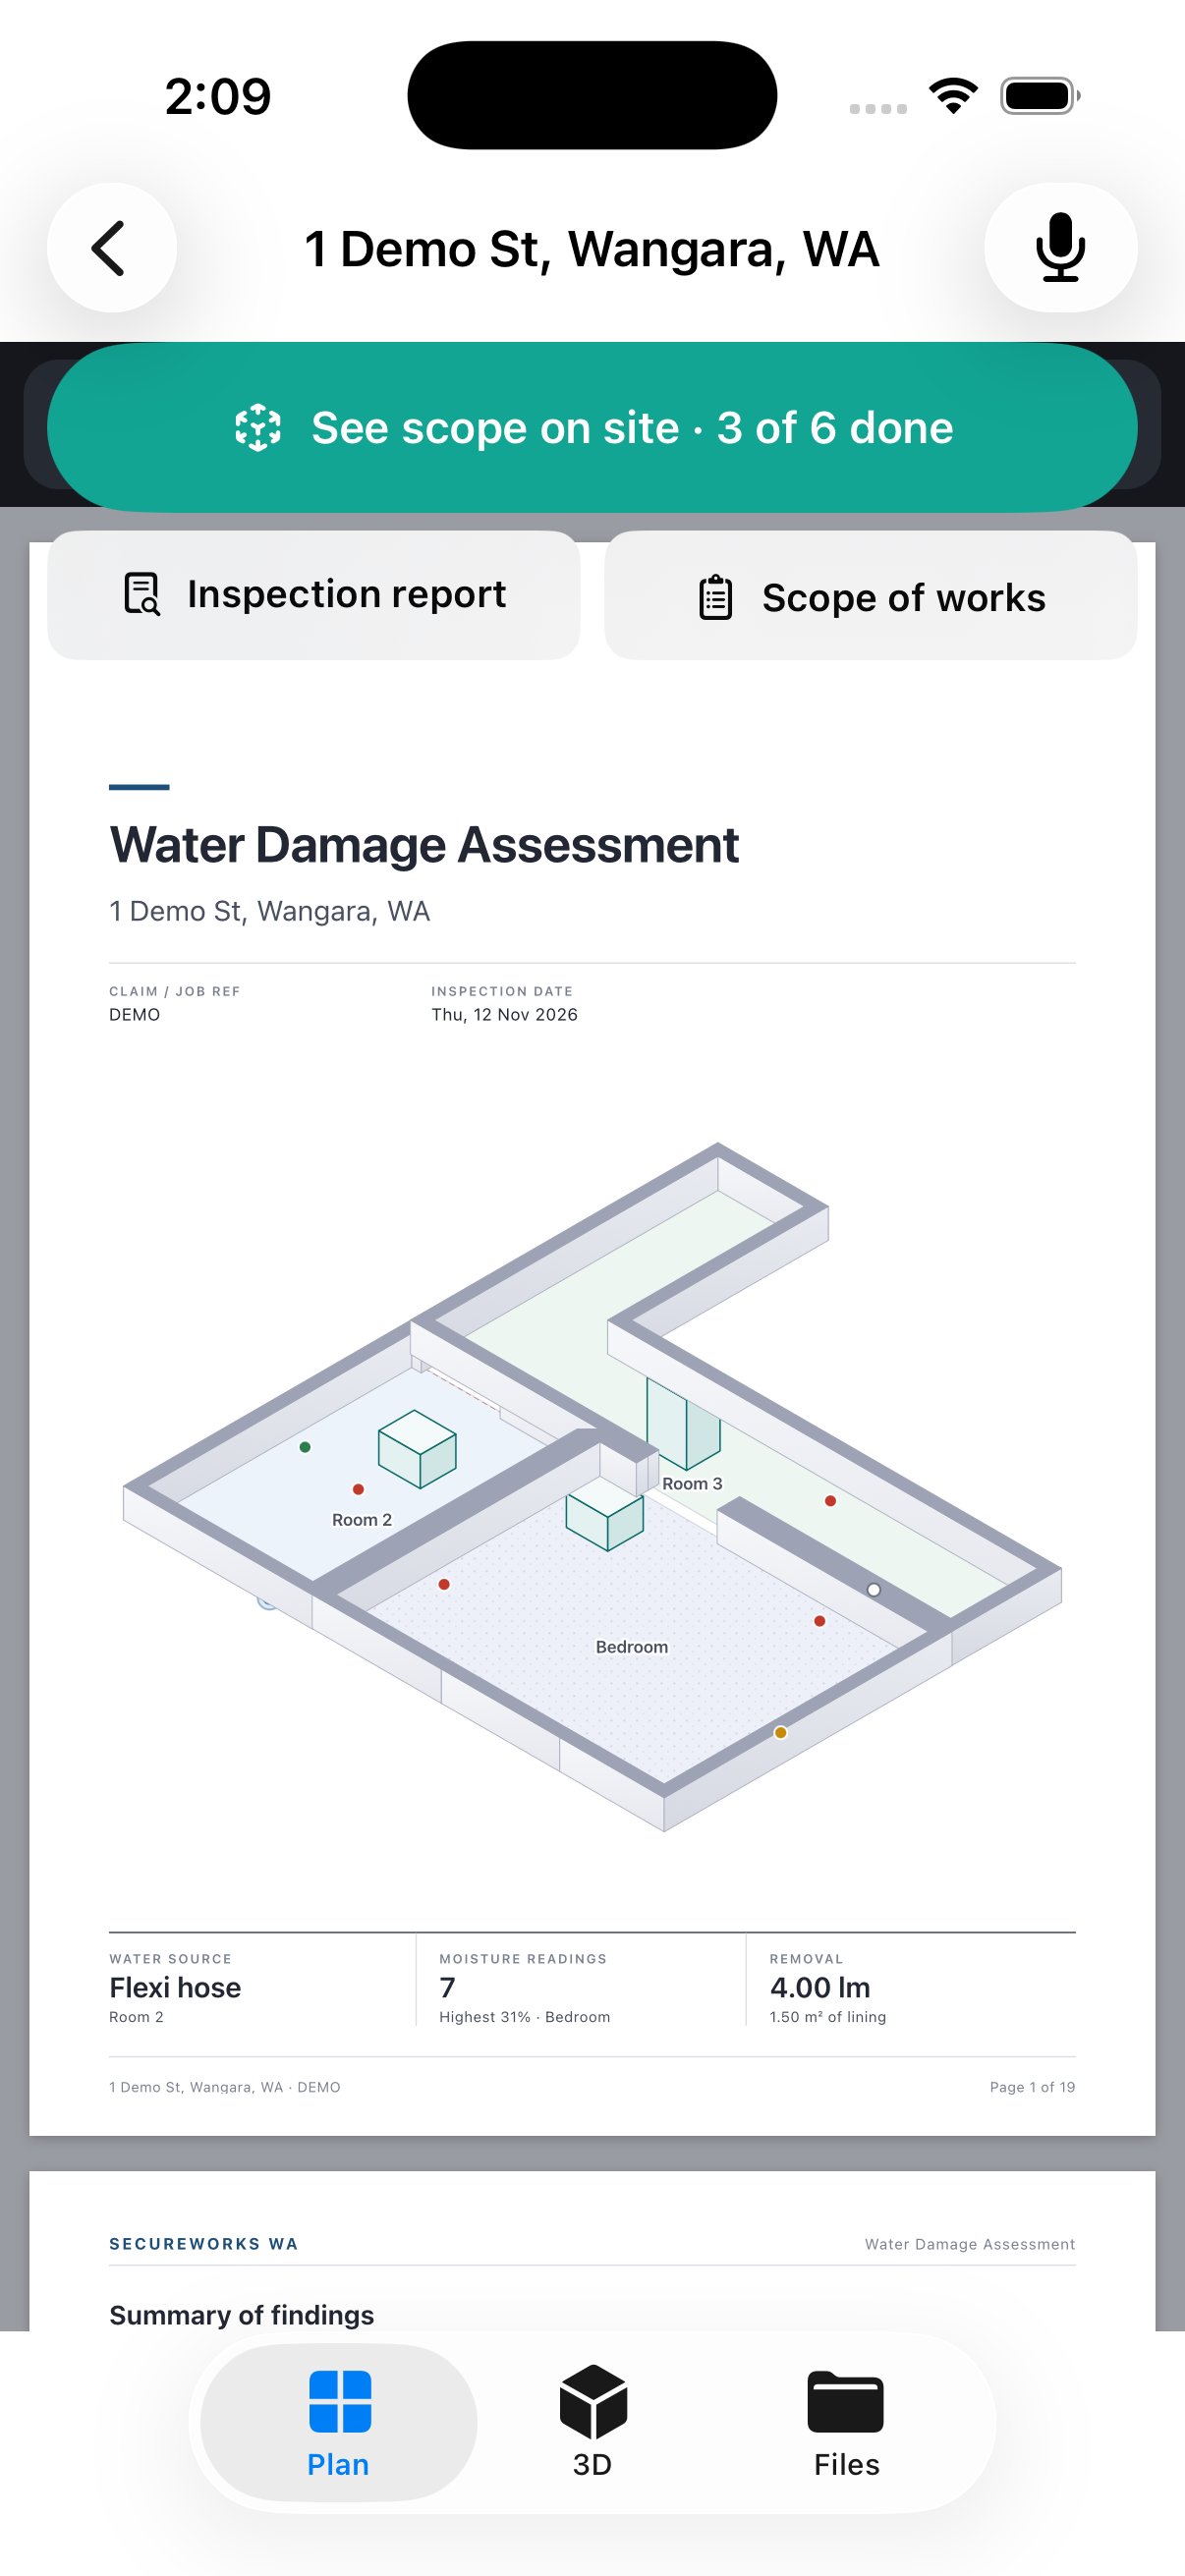 2:09
1 Demo St, Wangara, WA
See scope on site · 3 of 6 done
Inspection report
Scope of works
Water Damage Assessment
1 Demo St, Wangara, WA
CLAIM / JOB REF
INSPECTION DATE
DEMO
Thu, 12 Nov 2026
Room 3
Room 2
Bedroom
WATER SOURCE
Flexi hose
Room 2
MOISTURE READINGS
7
Highest 31% · Bedroom
REMOVAL
4.00 lm
1.50 m² of lining
1 Demo St, Wangara, WA · DEMO
Page 1 of 19
SECUREWORKS WA
Water Damage Assessment
Summary of findings
Plan
3D
Files